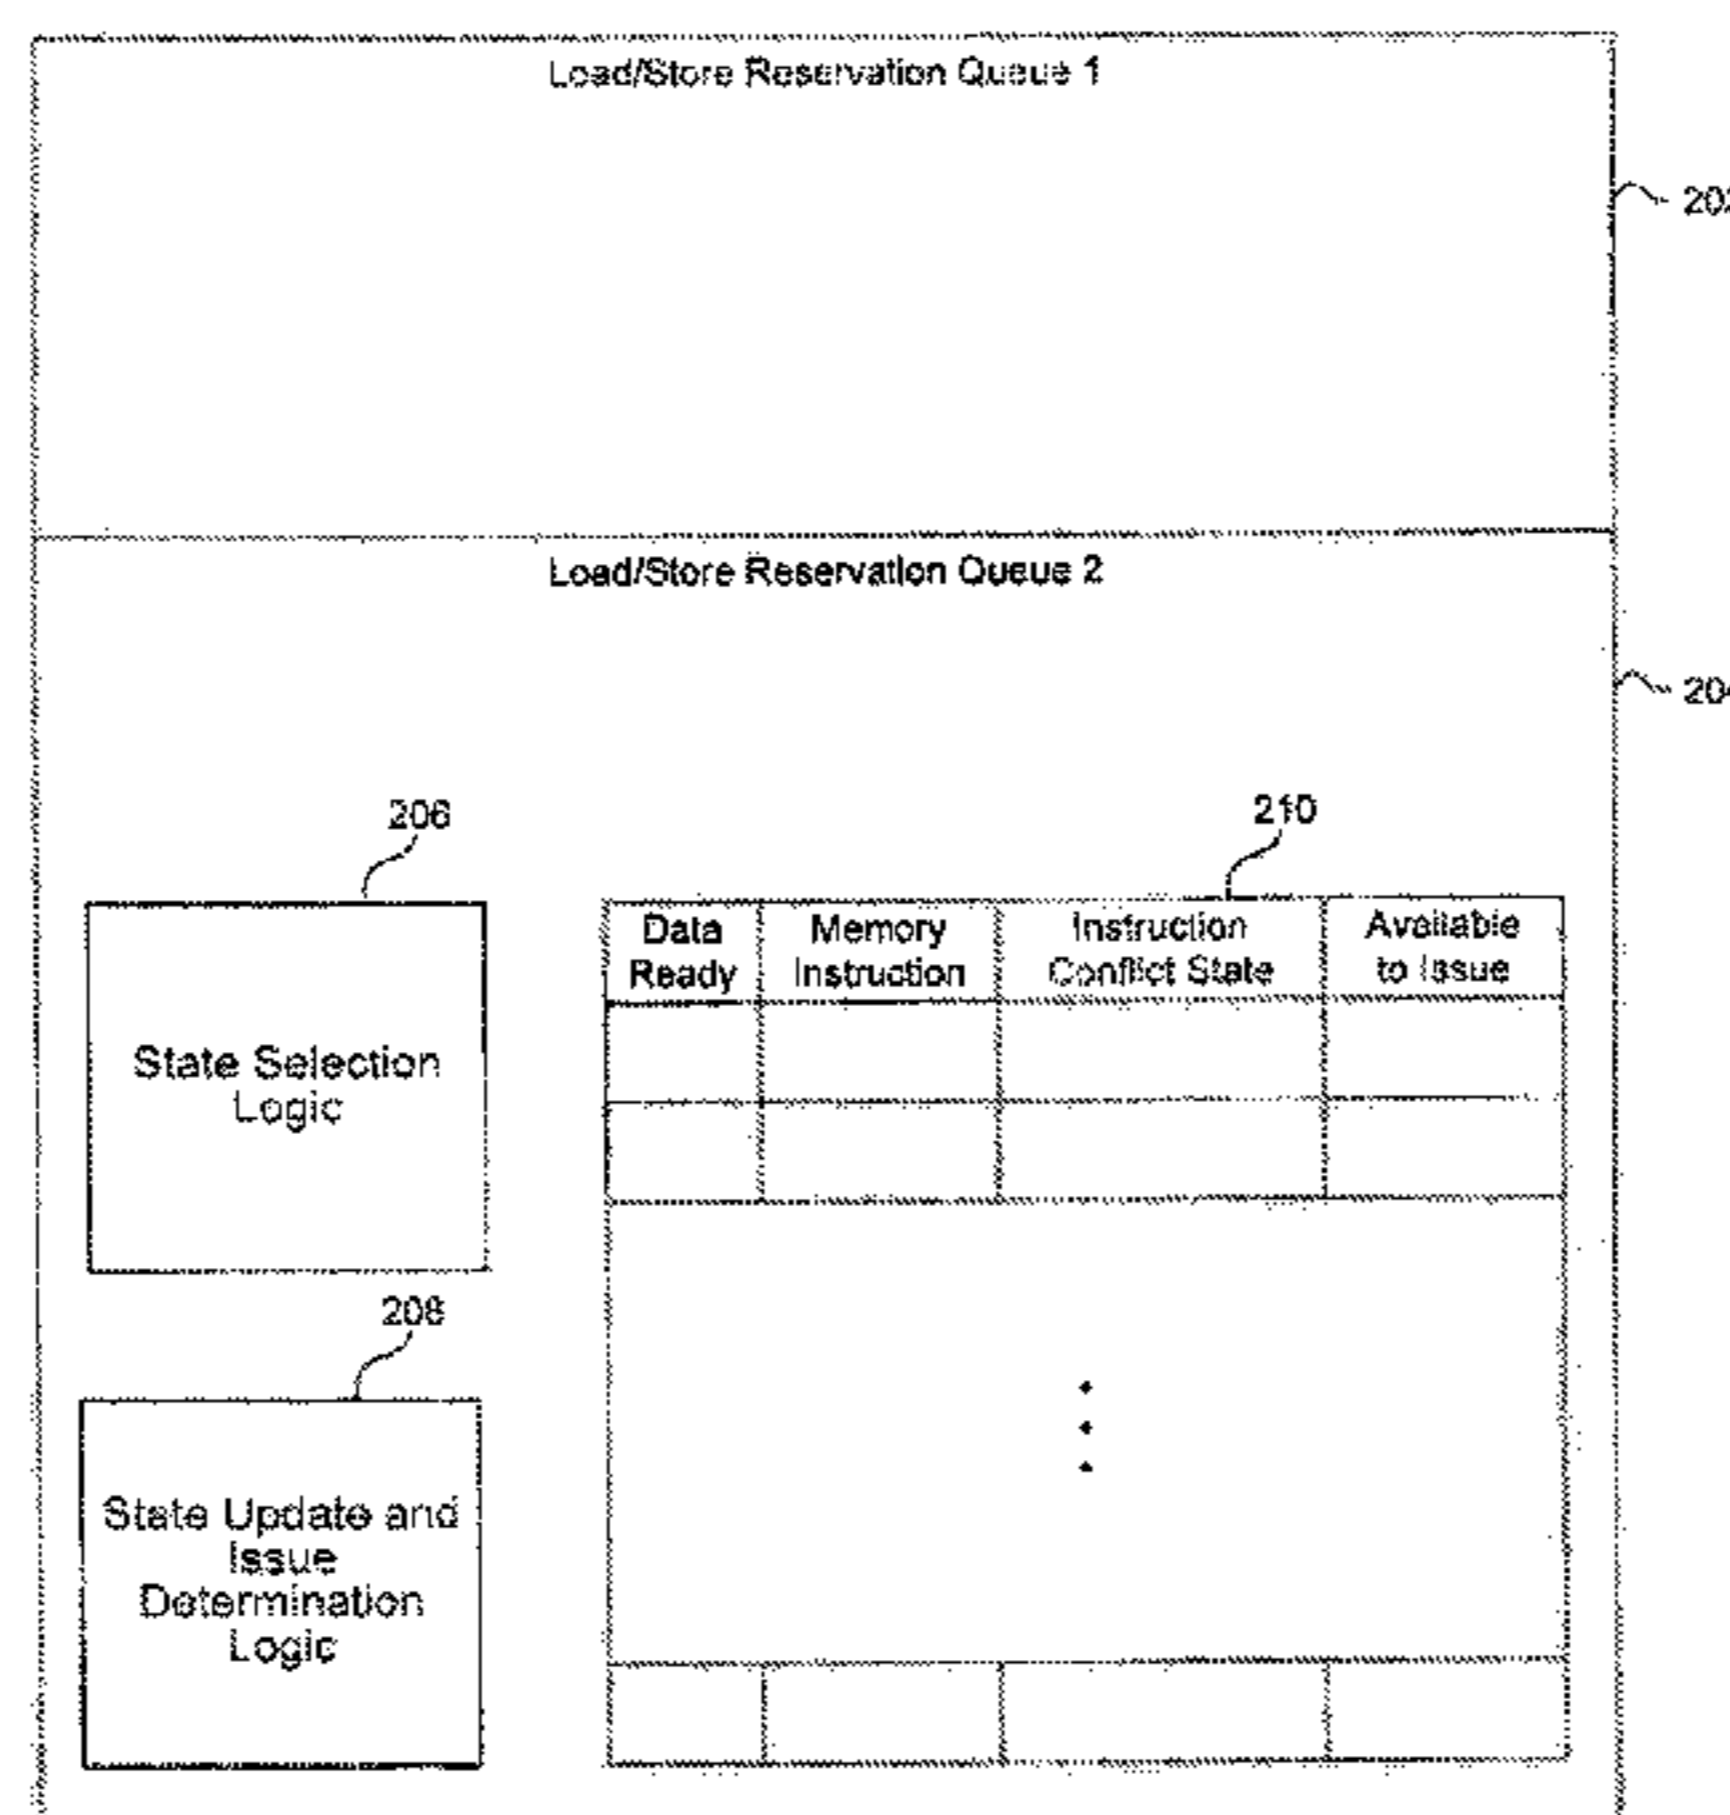 Load/Store Reservation Queue 1
202
Load/Store Reservation Queue 2
204
206
210
State Selection
Logic
Data
Ready
Memory
Instruction
Instruction
Conflict State
Available
to Issue
208
State Update and
Issue
Determination
Logic